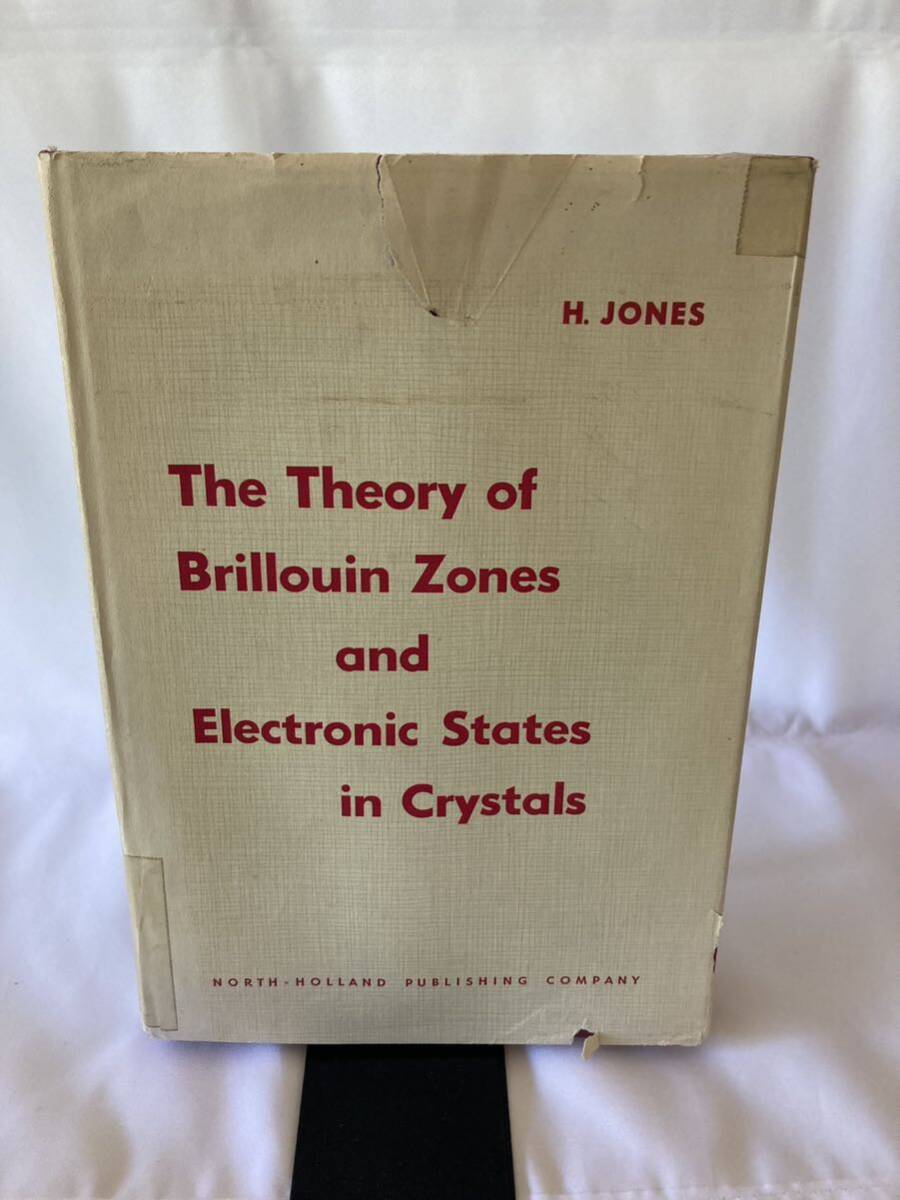 H. JONES
The Theory of
Brillouin Zones
and
Electronic States
in Crystals
NORTH-HOLLAND PUBLISHING COMPANY